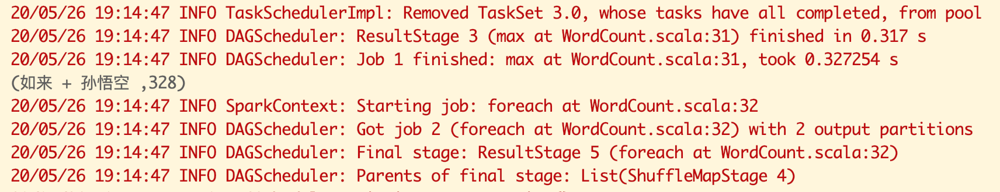 20/05/26 19:14:47 INFO TaskSchedulerImpl: Removed TaskSet 3.0, whose tasks have all completed, from pool
20/05/26 19:14:47 INFO DAGScheduler: ResultStage 3 (max at WordCount.scala:31) finished in 0.317 s
20/05/26 19:14:47 INFO DAGScheduler: Job 1 finished: max at WordCount.scala:31, took 0.327254 s
(如来 + 孙悟空 ,328)
20/05/26 19:14:47 INFO SparkContext: Starting job: foreach at WordCount.scala:32
20/05/26 19:14:47 INFO DAGScheduler: Got job 2 (foreach at WordCount.scala:32) with 2 output partitions
20/05/26 19:14:47 INFO DAGScheduler: Final stage: ResultStage 5 (foreach at WordCount.scala:32)
20/05/26 19:14:47 INFO DAGScheduler: Parents of final stage: List(ShuffleMapStage 4)